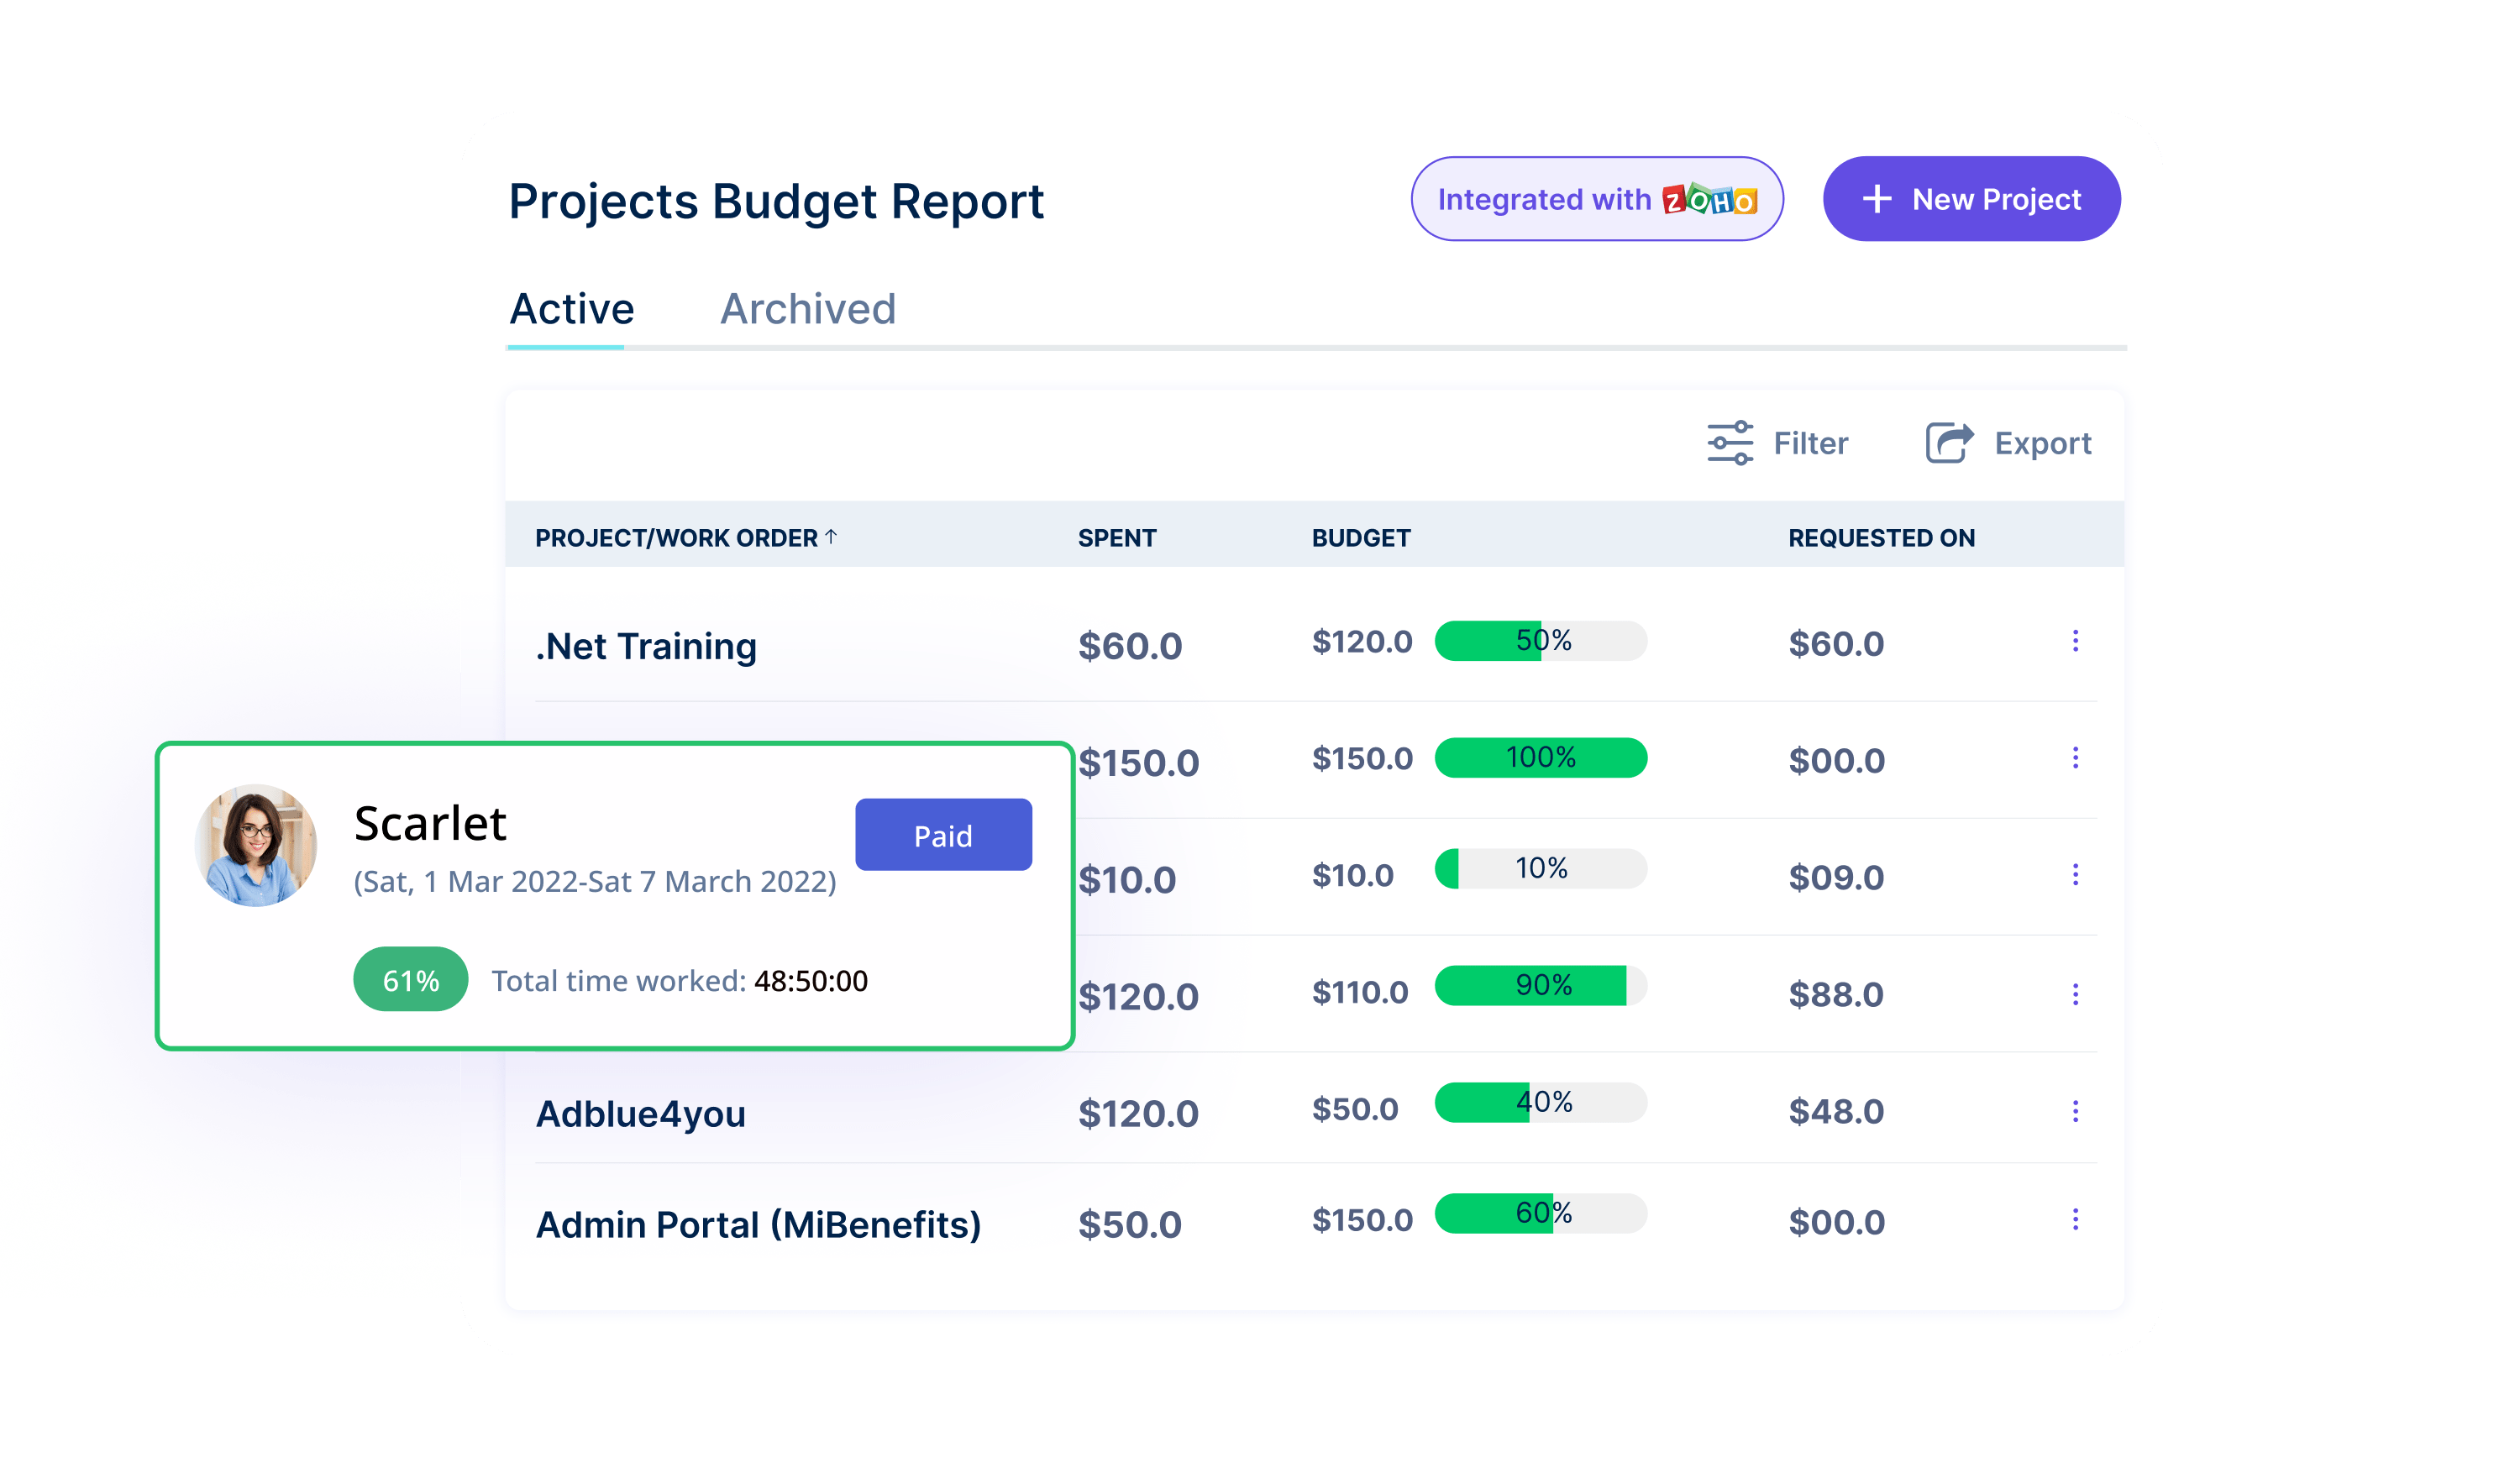 Projects Budget Report
Integrated with ZOHO
+ New Project
Active Archived
Filter Export
PROJECT/WORK ORDER ↑ SPENT BUDGET REQUESTED ON
.Net Training $60.0 $120.0 50% $60.0
$150.0 $150.0 100% $00.0
$10.0 $10.0 10% $09.0
$120.0 $110.0 90% $88.0
Adblue4you $120.0 $50.0 40% $48.0
Admin Portal (MiBenefits) $50.0 $150.0 60% $00.0
Scarlet
Paid
(Sat, 1 Mar 2022-Sat 7 March 2022)
61% Total time worked: 48:50:00